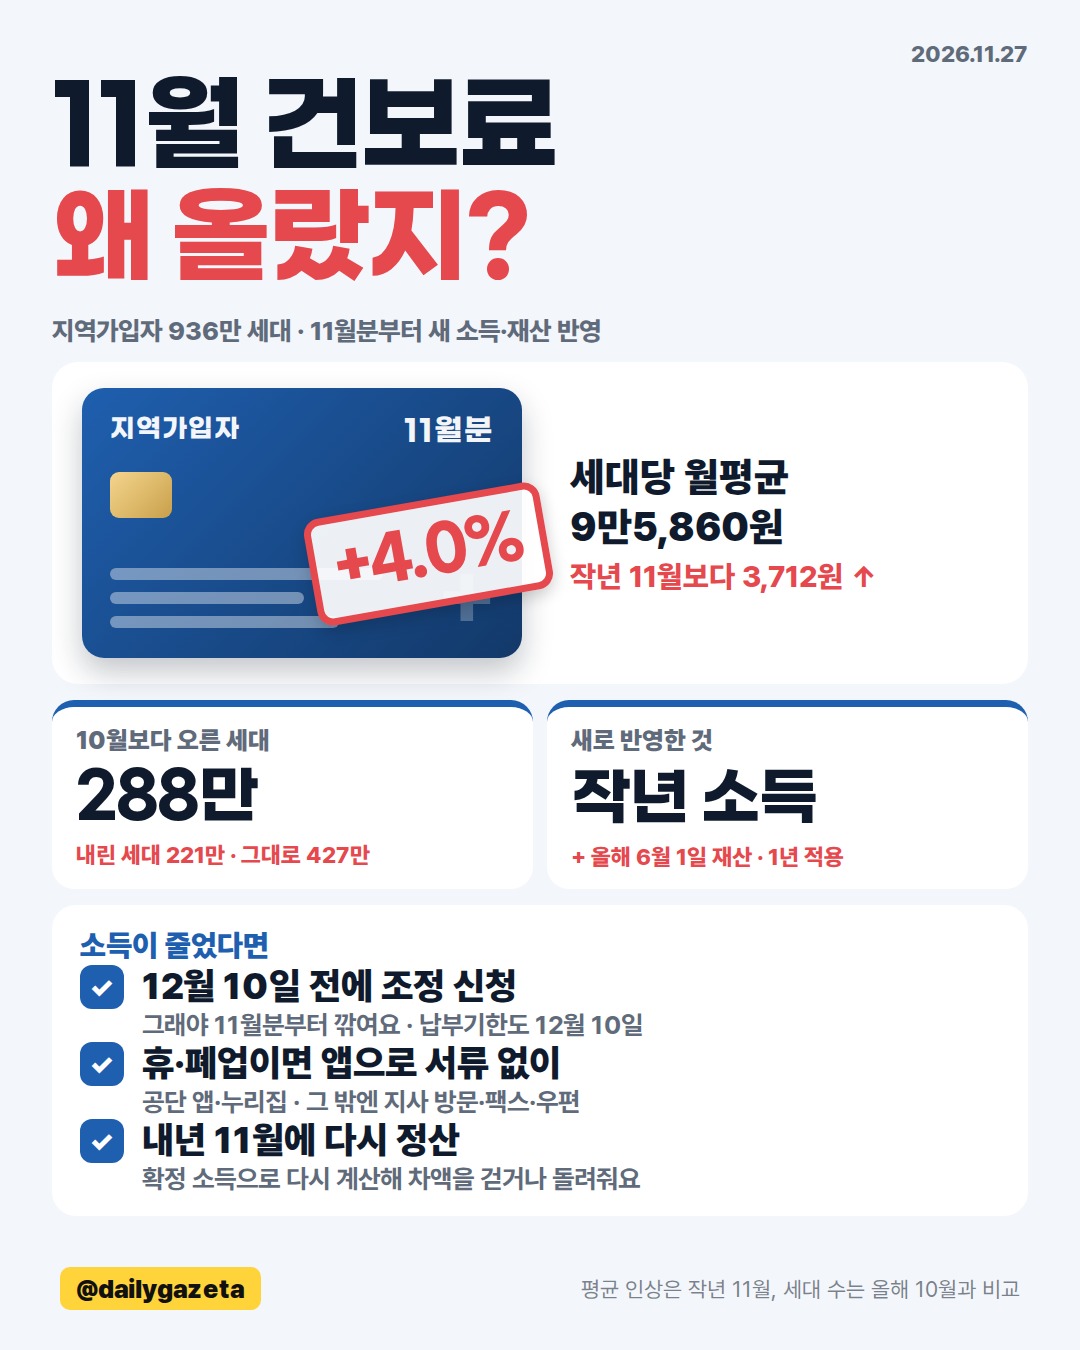 2026.11.27
11월 건보료
왜 올랐지?
지역가입자 936만 세대 · 11월분부터 새 소득·재산 반영
지역가입자
11월분
+4.0%
세대당 월평균
9만5,860원
작년 11월보다 3,712원 ↑
10월보다 오른 세대
288만
내린 세대 221만 · 그대로 427만
새로 반영한 것
작년 소득
+ 올해 6월 1일 재산 · 1년 적용
소득이 줄었다면
12월 10일 전에 조정 신청
그래야 11월분부터 깎여요 · 납부기한도 12월 10일
휴·폐업이면 앱으로 서류 없이
공단 앱·누리집 · 그 밖엔 지사 방문·팩스·우편
내년 11월에 다시 정산
확정 소득으로 다시 계산해 차액을 걷거나 돌려줘요
@dailygazeta
평균 인상은 작년 11월, 세대 수는 올해 10월과 비교